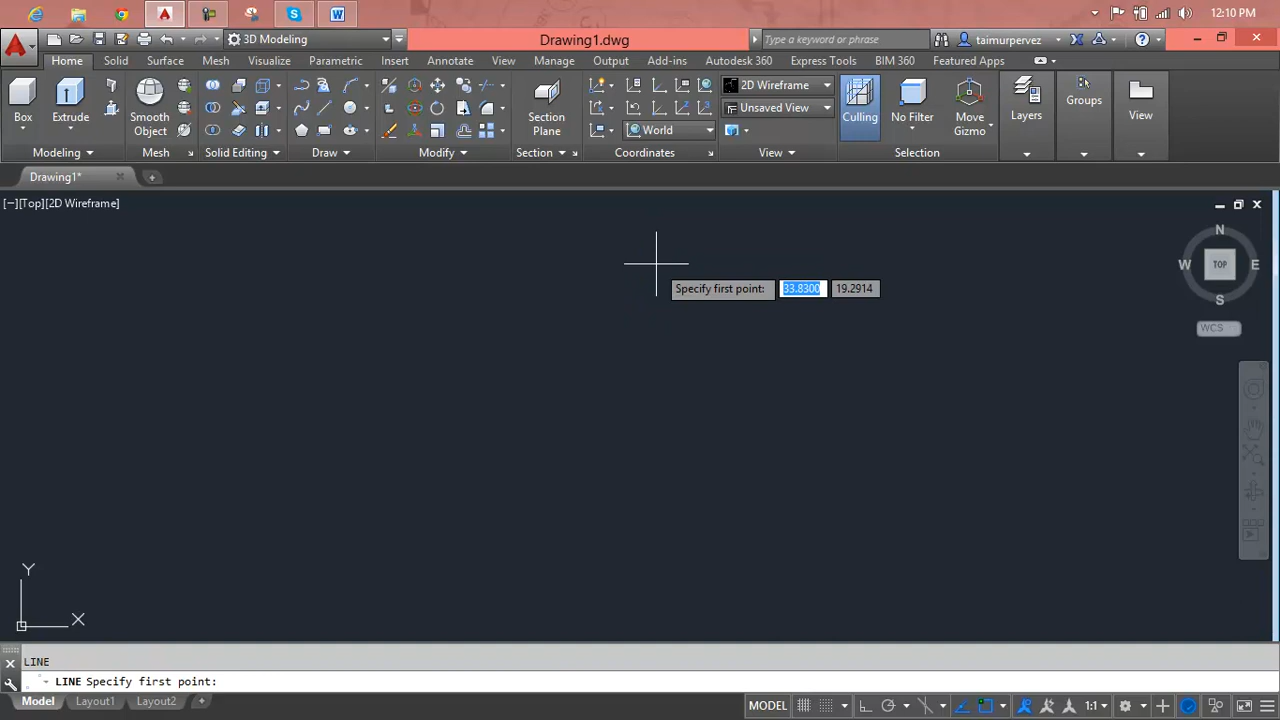 12:10 PM
3D Modeling
Drawing1.dwg
Type a keyword or phrase
taimurpervez
Home Solid Surface Mesh Visualize Parametric Insert Annotate View Manage Output Add-ins Autodesk 360 Express Tools BIM 360 Featured Apps
Box
Extrude
Smooth Object
Section Plane
2D Wireframe
Unsaved View
World
Culling
No Filter
Move Gizmo
Layers
Groups
View
Modeling Mesh Solid Editing Draw Modify Section Coordinates View Selection
Drawing1*
[−][Top][2D Wireframe]
N
W TOP E
S
WCS
Specify first point: 33.8300 19.2914
Y
X
LINE
LINE Specify first point:
Model Layout1 Layout2 + MODEL 1:1